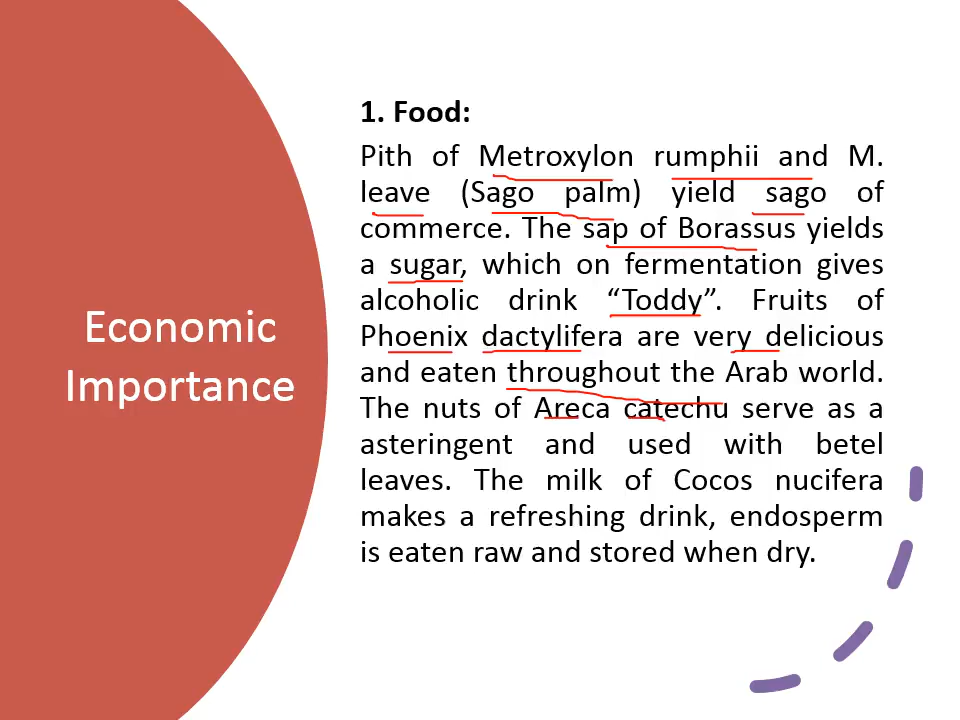 Economic
Importance
1. Food:
Pith of Metroxylon rumphii and M.
leave (Sago palm) yield sago of
commerce. The sap of Borassus yields
a sugar, which on fermentation gives
alcoholic drink “Toddy”. Fruits of
Phoenix dactylifera are very delicious
and eaten throughout the Arab world.
The nuts of Areca catechu serve as a
asteringent and used with betel
leaves. The milk of Cocos nucifera
makes a refreshing drink, endosperm
is eaten raw and stored when dry.